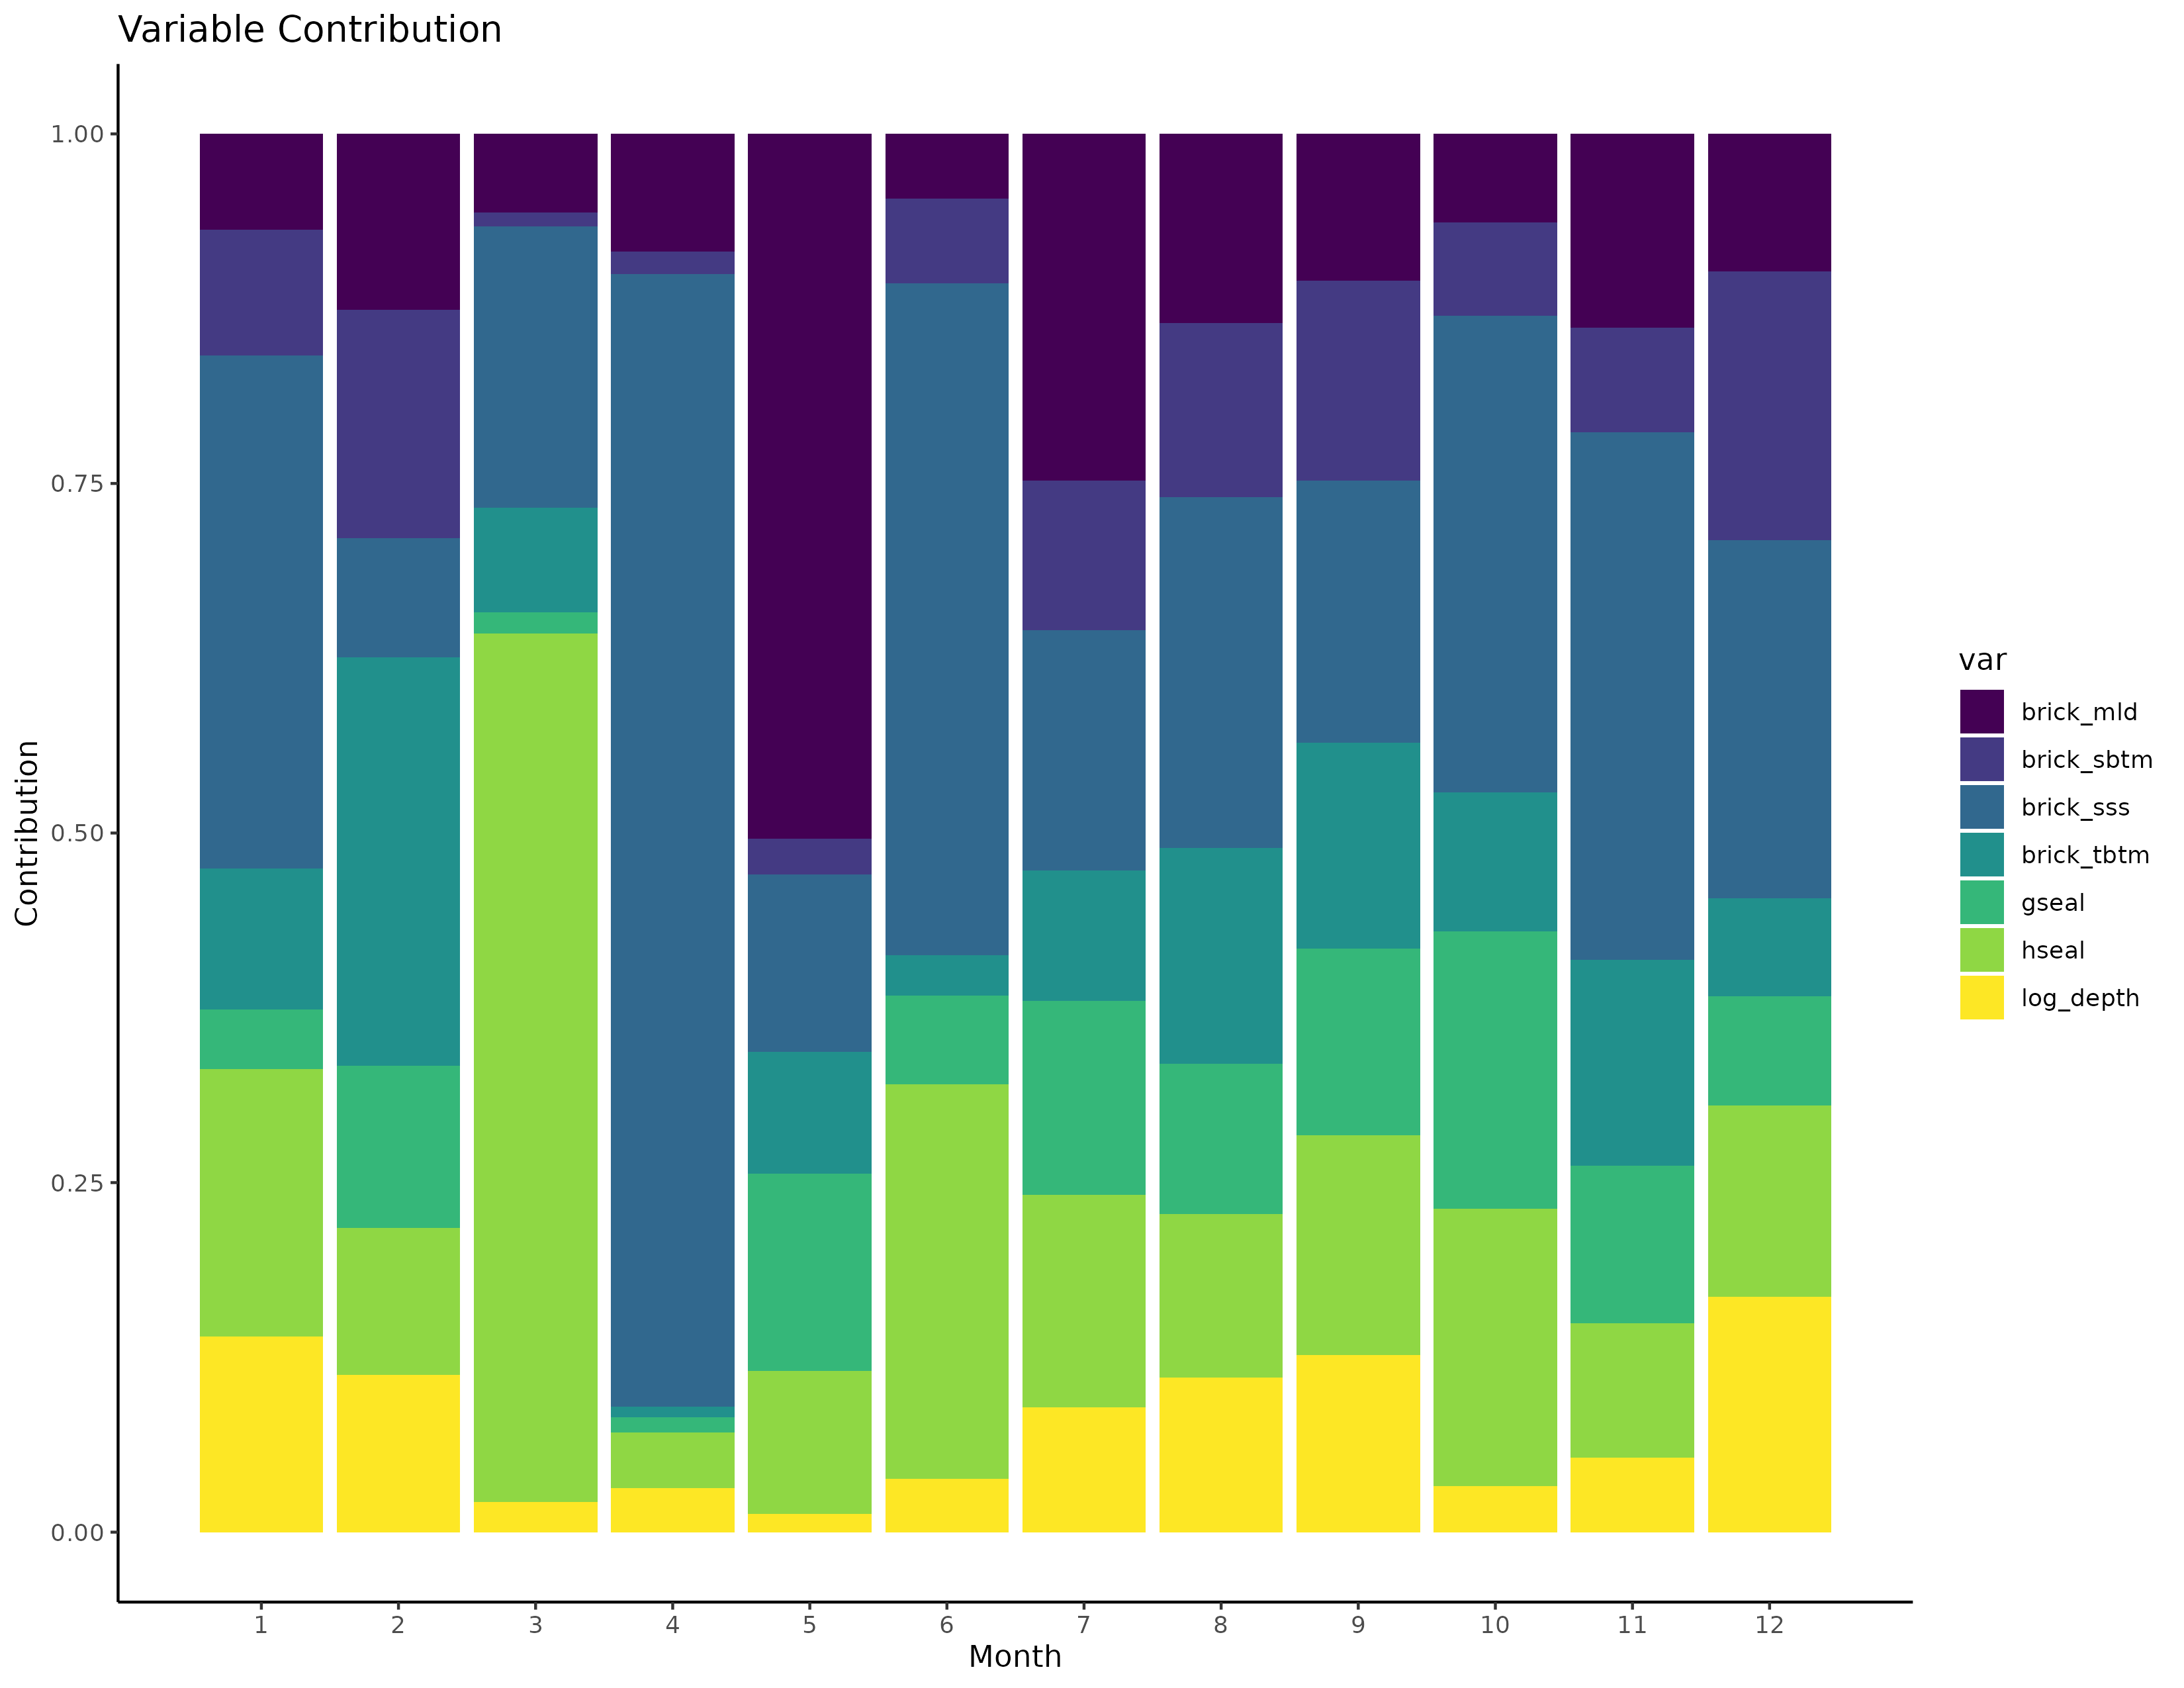 Variable Contribution
1.00
0.75
0.50
0.25
0.00
Contribution
1 2 3 4 5 6 7 8 9 10 11 12
Month
var
brick_mld
brick_sbtm
brick_sss
brick_tbtm
gseal
hseal
log_depth